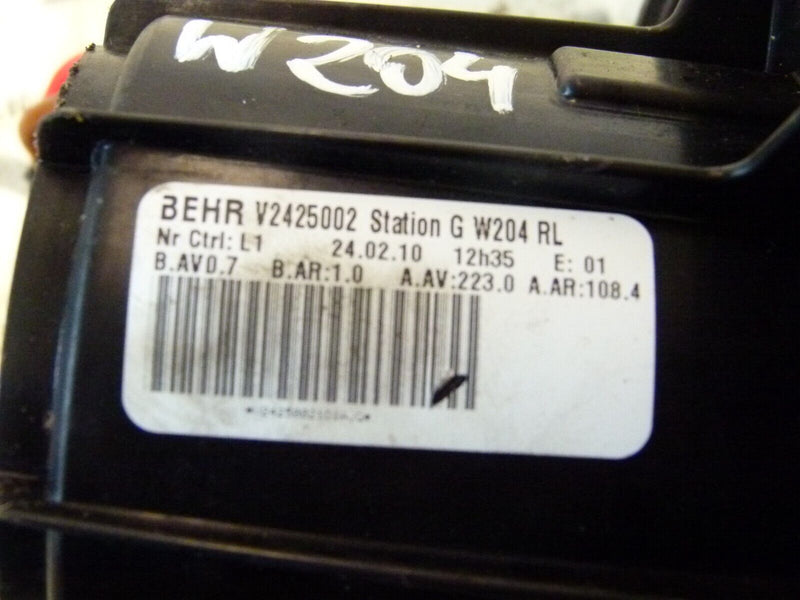 W204
BEHR V2425002 Station G W204 RL
Nr Ctrl: L1 24.02.10 12h35 E: 01
B.AV0.7 B.AR:1.0 A.AV:223.0 A.AR:108.4